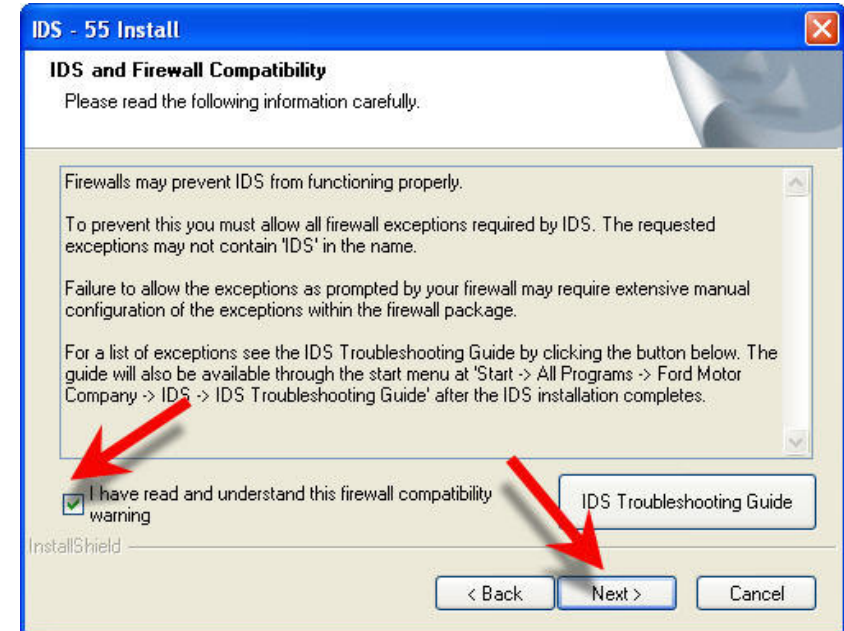 IDS - 55 Install
IDS and Firewall Compatibility
Please read the following information carefully.
Firewalls may prevent IDS from functioning properly.
To prevent this you must allow all firewall exceptions required by IDS. The requested
exceptions may not contain 'IDS' in the name.
Failure to allow the exceptions as prompted by your firewall may require extensive manual
configuration of the exceptions within the firewall package.
For a list of exceptions see the IDS Troubleshooting Guide by clicking the button below. The
guide will also be available through the start menu at 'Start -> All Programs -> Ford Motor
Company -> IDS -> IDS Troubleshooting Guide' after the IDS installation completes.
I have read and understand this firewall compatibility
warning
IDS Troubleshooting Guide
InstallShield
< Back
Next >
Cancel